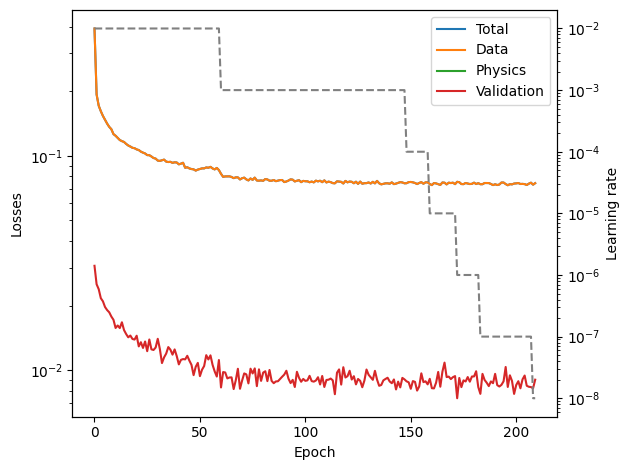 Total
Data
Physics
Validation
Losses
10⁻¹
10⁻²
Learning rate
10⁻²
10⁻³
10⁻⁴
10⁻⁵
10⁻⁶
10⁻⁷
10⁻⁸
0 50 100 150 200
Epoch